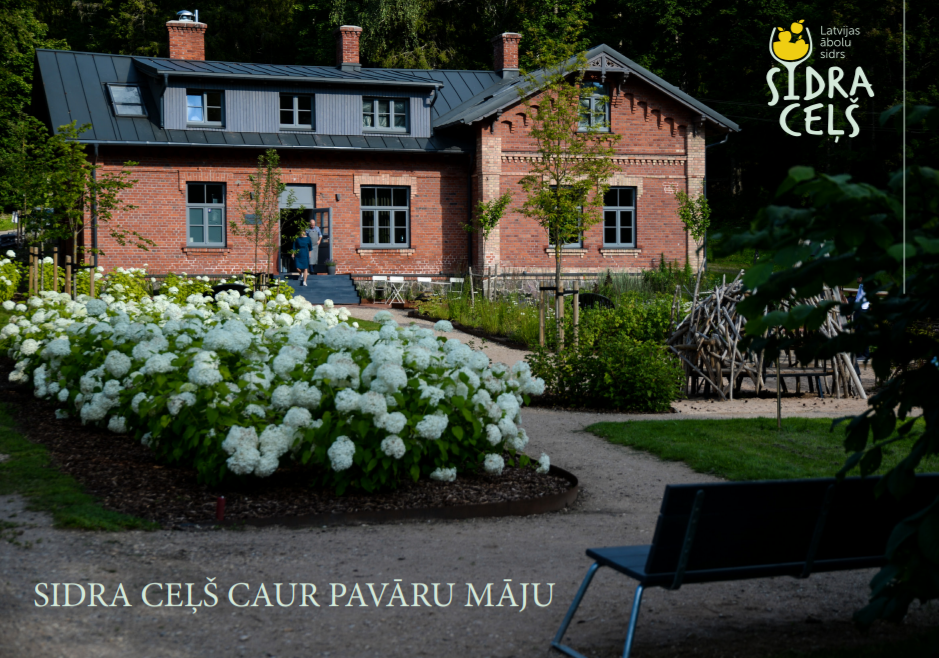 Latvijas
ābolu
sidrs
SIDRA
CEĻŠ
SIDRA CEĻŠ CAUR PAVĀRU MĀJU